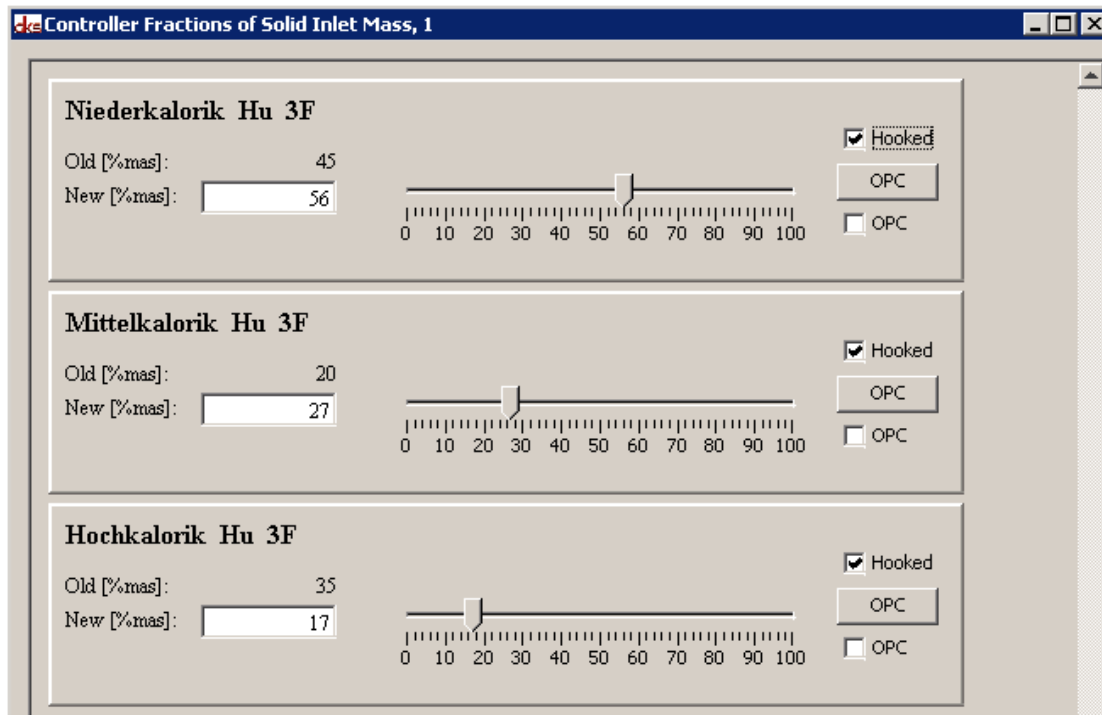 dke Controller Fractions of Solid Inlet Mass, 1
Niederkalorik Hu 3F
Hooked
Old [%mas]: 45
OPC
New [%mas]: 56
OPC
0 10 20 30 40 50 60 70 80 90 100
Mittelkalorik Hu 3F
Hooked
Old [%mas]: 20
OPC
New [%mas]: 27
OPC
0 10 20 30 40 50 60 70 80 90 100
Hochkalorik Hu 3F
Hooked
Old [%mas]: 35
OPC
New [%mas]: 17
OPC
0 10 20 30 40 50 60 70 80 90 100